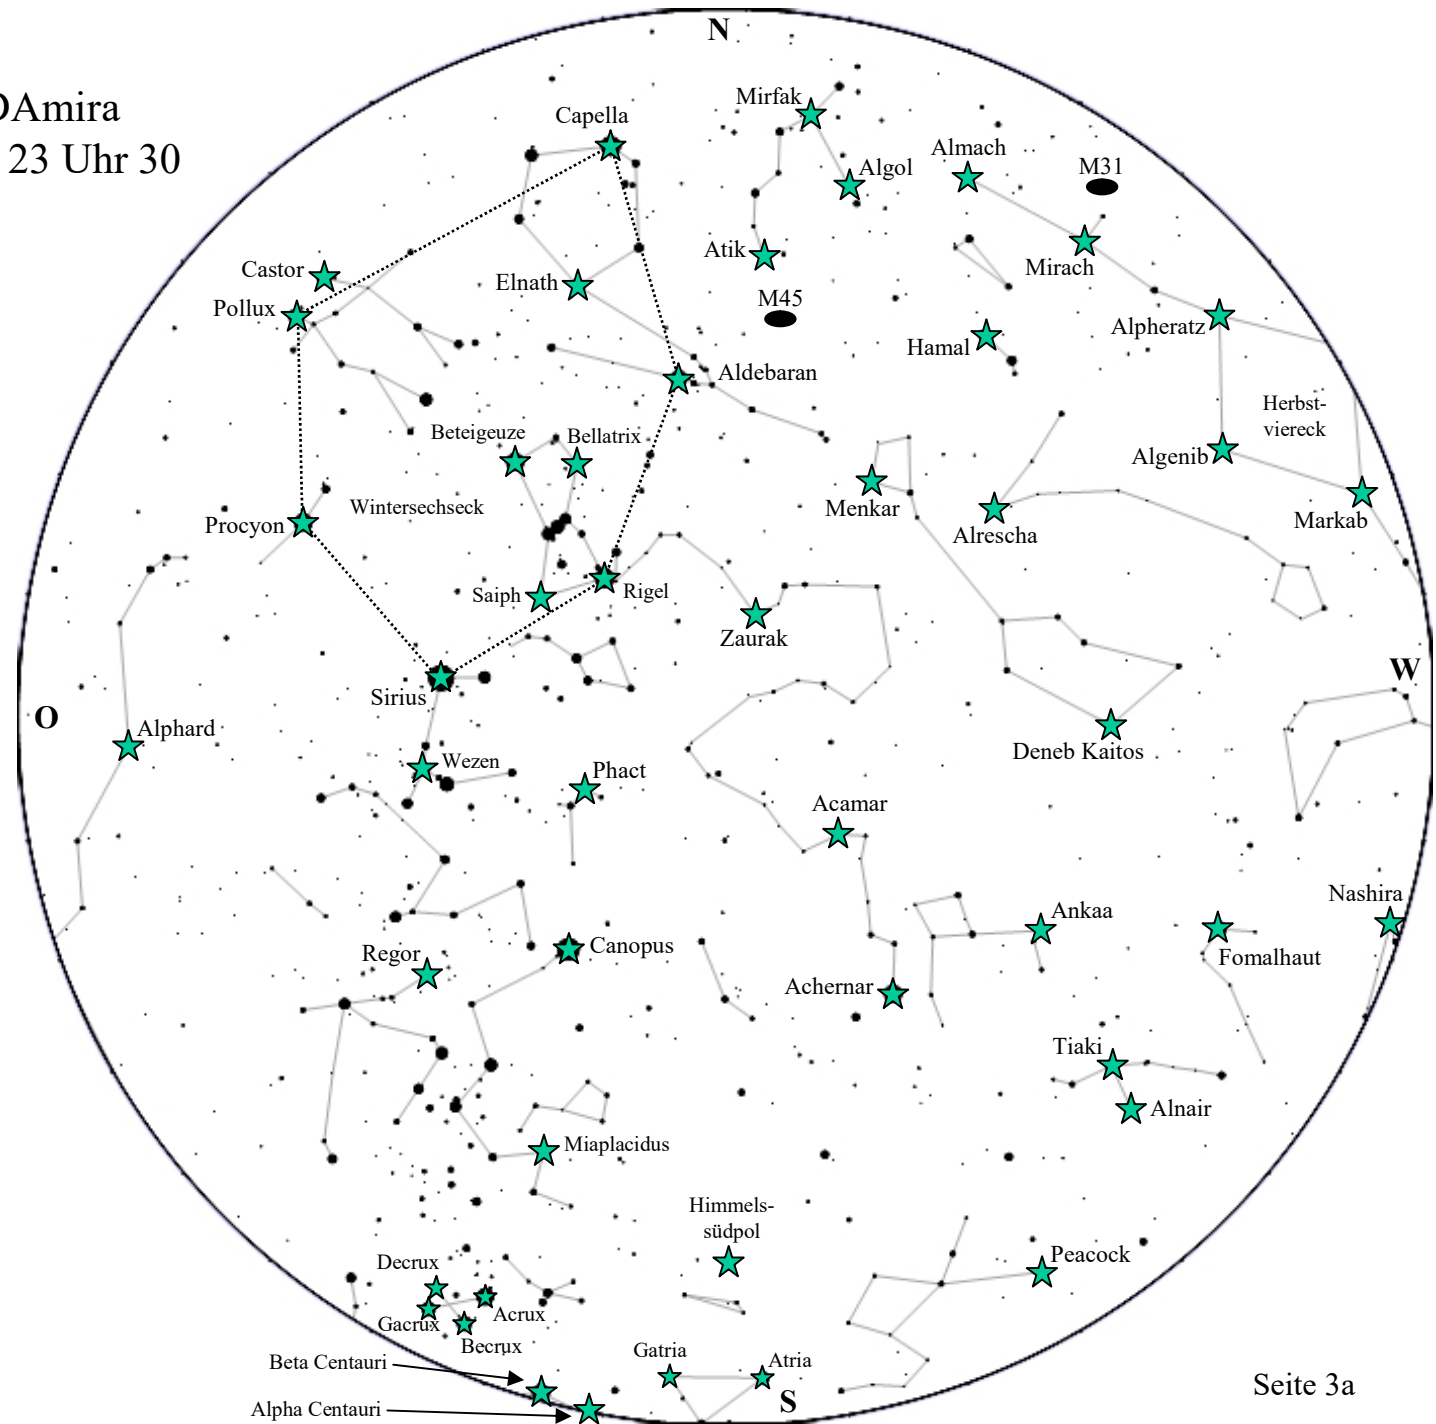 N
DAmira
23 Uhr 30
Capella
Mirfak
Almach
M31
Algol
Castor
Atik
Mirach
Elnath
Pollux
M45
Alpheratz
Hamal
Aldebaran
Herbst-
viereck
Beteigeuze
Bellatrix
Algenib
Wintersechseck
Menkar
Markab
Procyon
Alrescha
Saiph
Rigel
Zaurak
W
Sirius
O
Alphard
Deneb Kaitos
Wezen
Phact
Acamar
Nashira
Ankaa
Regor
Canopus
Fomalhaut
Achernar
Tiaki
Alnair
Miaplacidus
Himmels-
südpol
Decrux
Peacock
Acrux
Gacrux
Becrux
Gatria
Atria
Beta Centauri
Seite 3a
S
Alpha Centauri